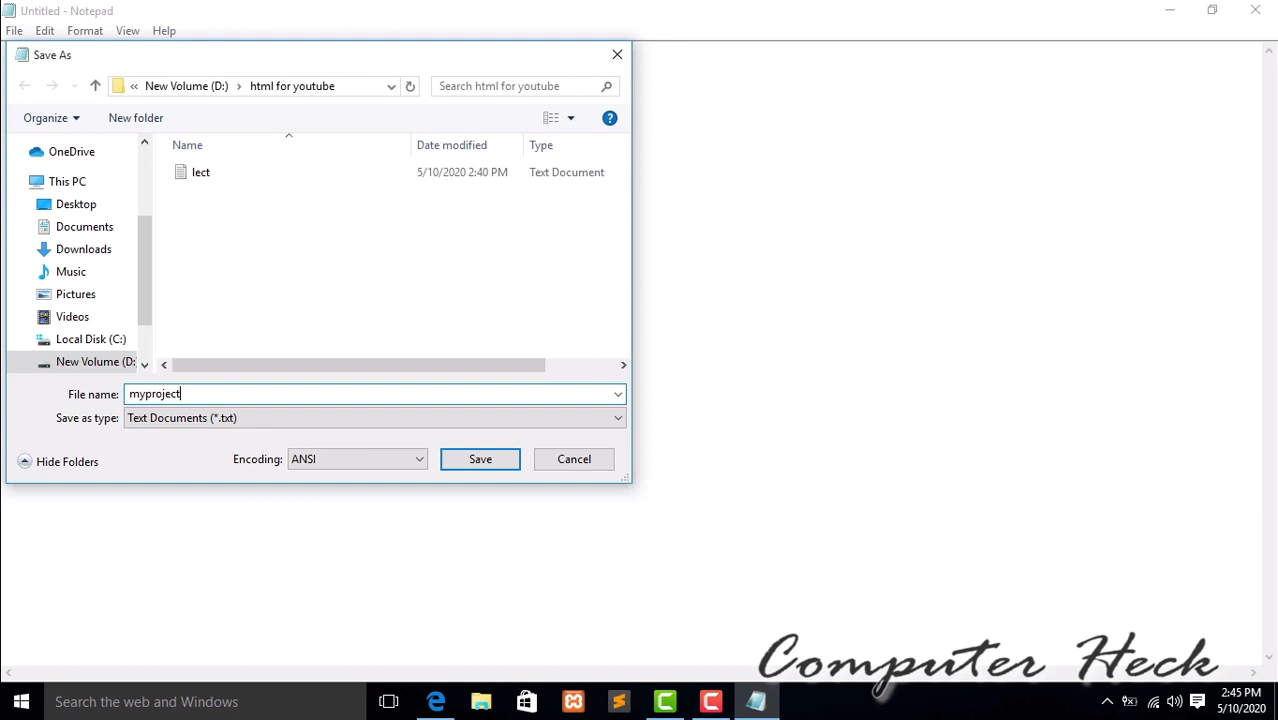 Untitled - Notepad
File Edit Format View Help
Save As
« New Volume (D:) › html for youtube
Search html for youtube
Organize New folder
?
Name Date modified Type
lect 5/10/2020 2:40 PM Text Document
OneDrive
This PC
Desktop
Documents
Downloads
Music
Pictures
Videos
Local Disk (C:)
New Volume (D:
File name: myproject
Save as type: Text Documents (*.txt)
Hide Folders Encoding: ANSI Save Cancel
Computer Heck
Search the web and Windows
2:45 PM
5/10/2020